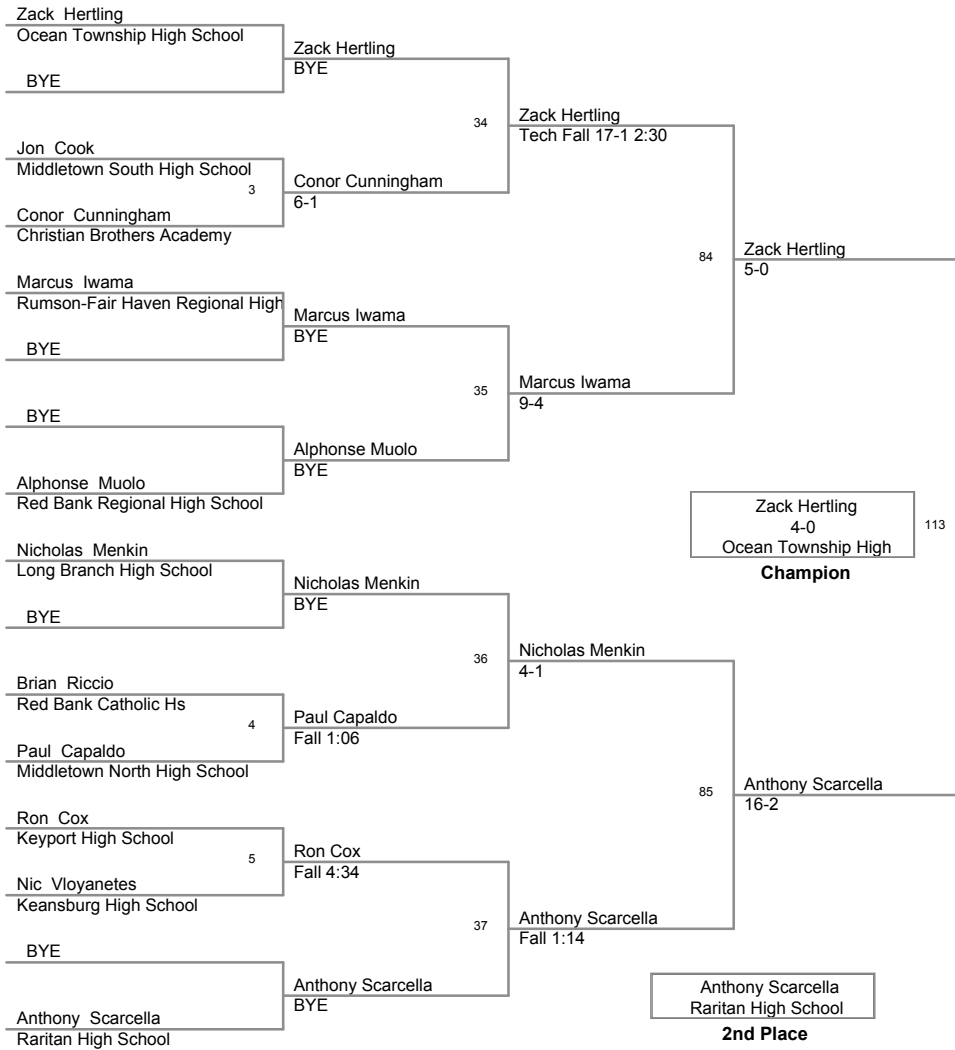 Zack Hertling
Ocean Township High School
BYE
Zack Hertling
BYE
34
Zack Hertling
Tech Fall 17-1 2:30
Jon Cook
Middletown South High School
3
Conor Cunningham
Christian Brothers Academy
Conor Cunningham
6-1
84
Zack Hertling
5-0
Marcus Iwama
Rumson-Fair Haven Regional High
BYE
Marcus Iwama
BYE
35
Marcus Iwama
9-4
BYE
Alphonse Muolo
Red Bank Regional High School
Alphonse Muolo
BYE
Zack Hertling
4-0
Ocean Township High
113
Champion
Nicholas Menkin
Long Branch High School
BYE
Nicholas Menkin
BYE
36
Nicholas Menkin
4-1
Brian Riccio
Red Bank Catholic Hs
4
Paul Capaldo
Middletown North High School
Paul Capaldo
Fall 1:06
85
Anthony Scarcella
16-2
Ron Cox
Keyport High School
5
Nic Vloyanetes
Keansburg High School
Ron Cox
Fall 4:34
37
Anthony Scarcella
Fall 1:14
BYE
Anthony Scarcella
Raritan High School
Anthony Scarcella
BYE
Anthony Scarcella
Raritan High School
2nd Place